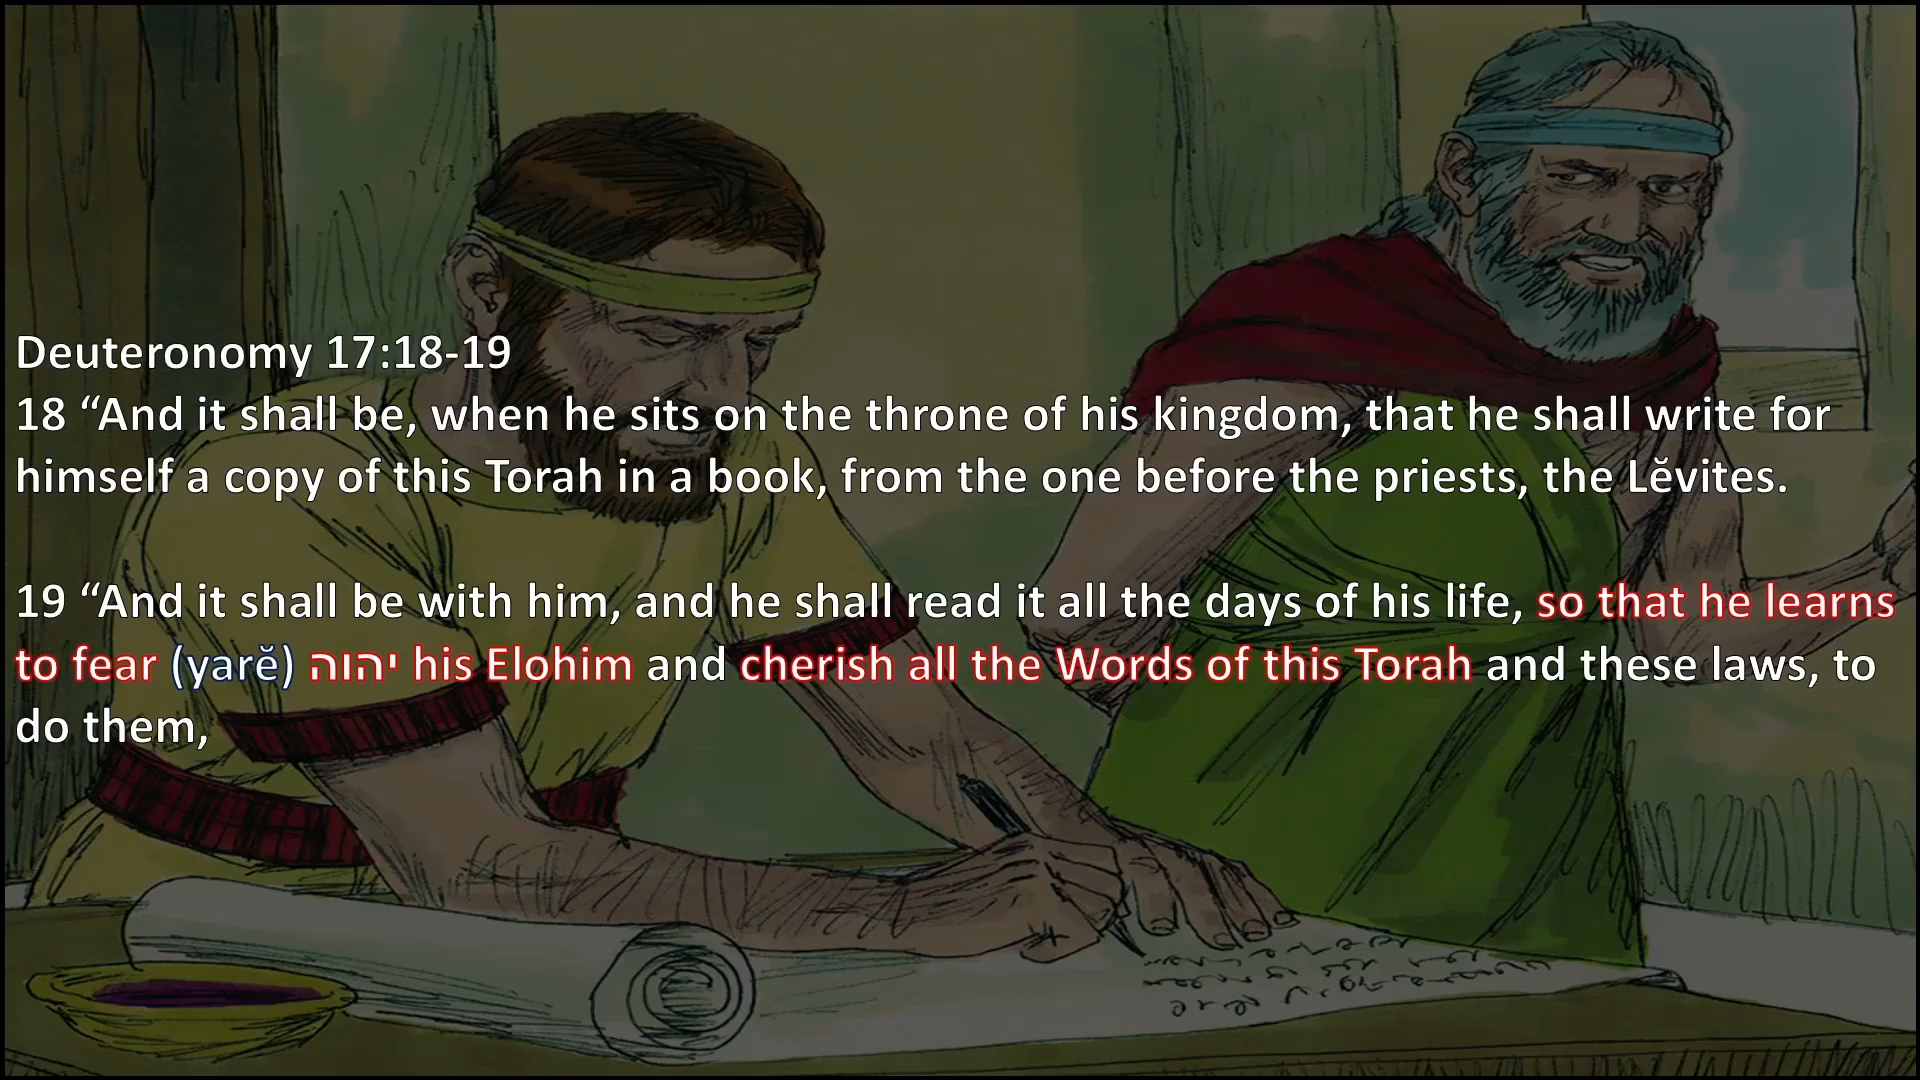 Deuteronomy 17:18-19
18 “And it shall be, when he sits on the throne of his kingdom, that he shall write for
himself a copy of this Torah in a book, from the one before the priests, the Lĕvites.
19 “And it shall be with him, and he shall read it all the days of his life, so that he learns
to fear (yarĕ) יהוה his Elohim and cherish all the Words of this Torah and these laws, to
do them,